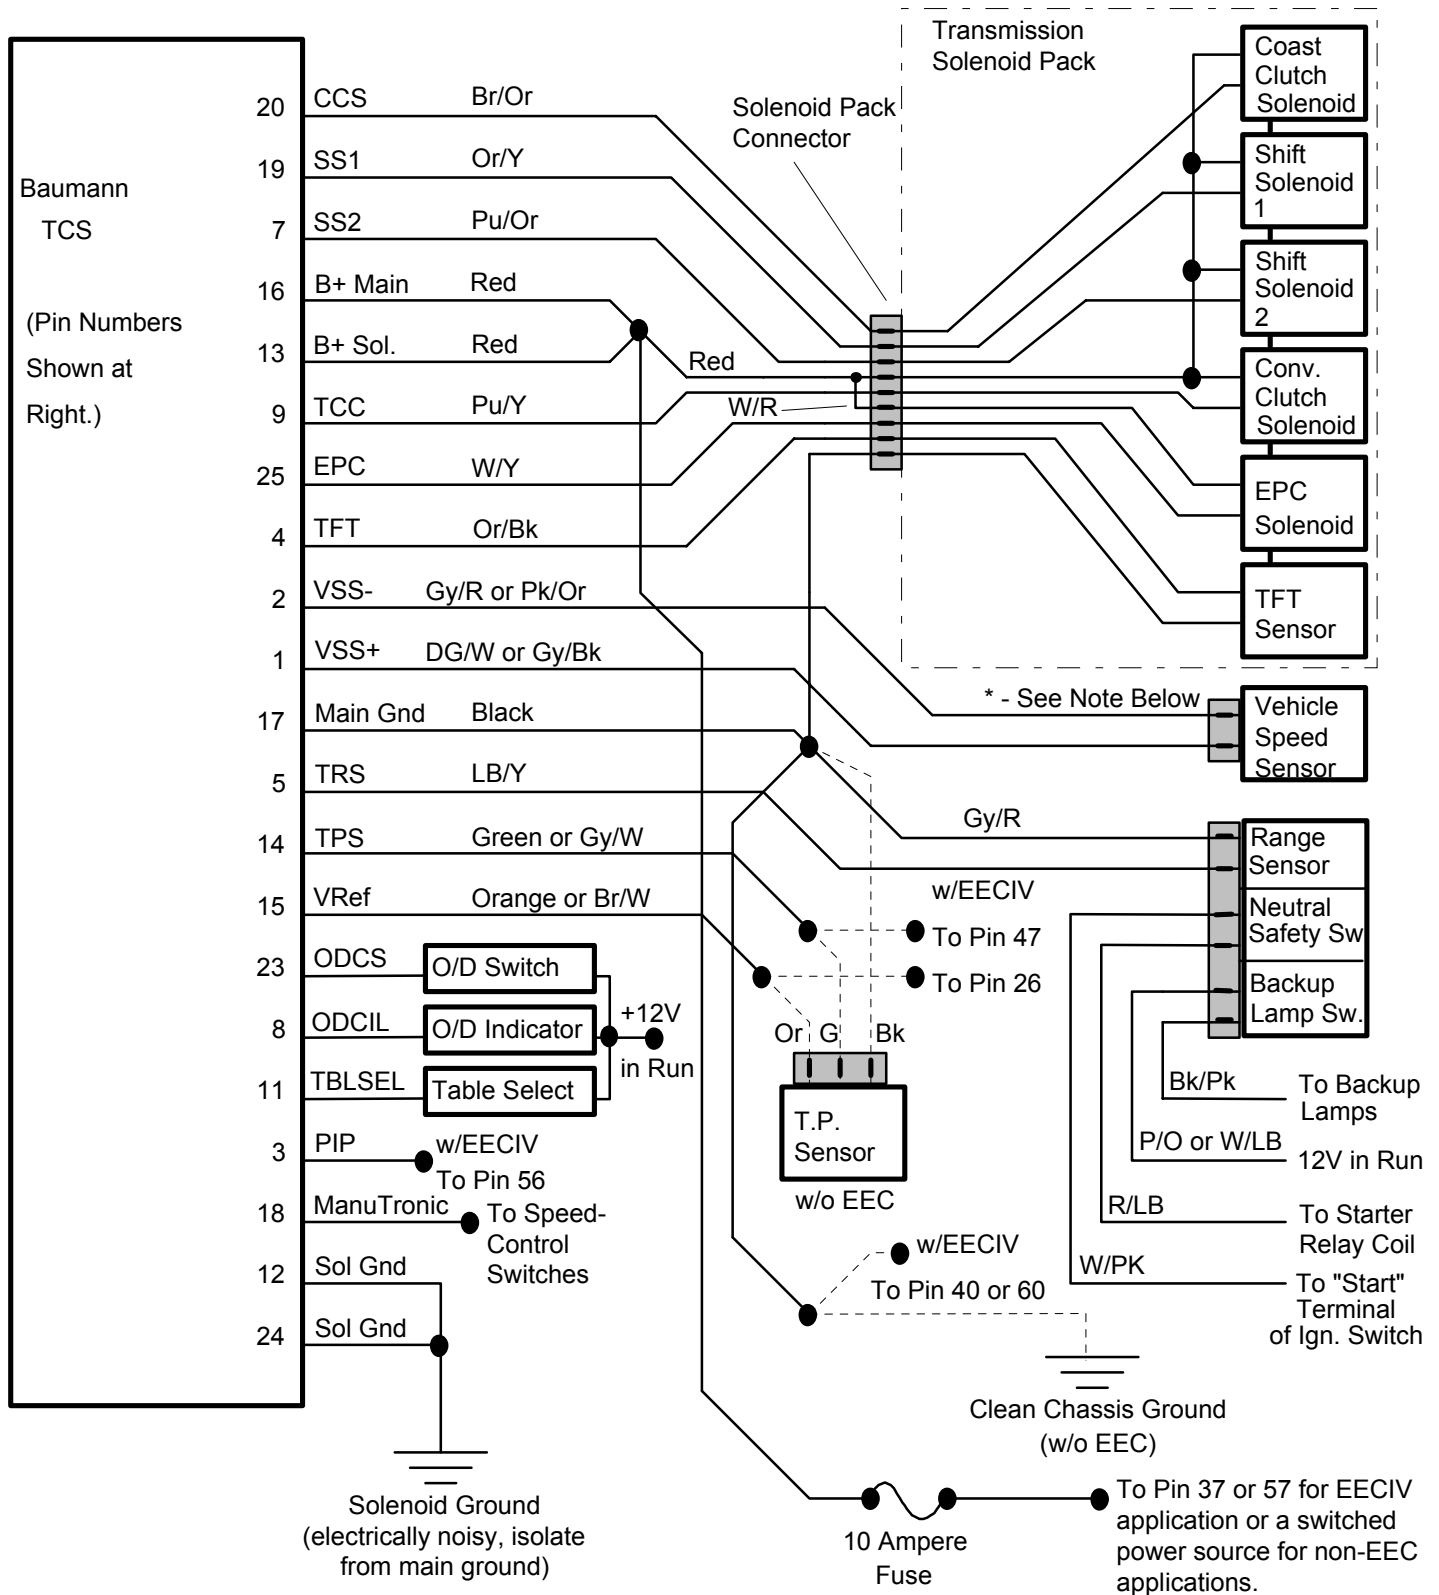 Transmission
Solenoid Pack
Coast
Clutch
Solenoid
Shift
Solenoid
1
Shift
Solenoid
2
Conv.
Clutch
Solenoid
EPC
Solenoid
TFT
Sensor
Solenoid Pack
Connector
Baumann
TCS
(Pin Numbers
Shown at
Right.)
20 CCS Br/Or
19 SS1 Or/Y
7 SS2 Pu/Or
16 B+ Main Red
13 B+ Sol. Red
Red
9 TCC Pu/Y
W/R
25 EPC W/Y
4 TFT Or/Bk
2 VSS- Gy/R or Pk/Or
1 VSS+ DG/W or Gy/Bk
17 Main Gnd Black
5 TRS LB/Y
14 TPS Green or Gy/W
15 VRef Orange or Br/W
23 ODCS O/D Switch
8 ODCIL O/D Indicator
11 TBLSEL Table Select
+12V
in Run
3 PIP w/EECIV
To Pin 56
18 ManuTronic To Speed-
Control
Switches
12 Sol Gnd
24 Sol Gnd
Solenoid Ground
(electrically noisy, isolate
from main ground)
* - See Note Below
Vehicle
Speed
Sensor
Gy/R
Range
Sensor
Neutral
Safety Sw
Backup
Lamp Sw.
w/EECIV
To Pin 47
To Pin 26
Or G Bk
T.P.
Sensor
w/o EEC
Bk/Pk To Backup
Lamps
P/O or W/LB 12V in Run
R/LB To Starter
Relay Coil
W/PK To "Start"
Terminal
of Ign. Switch
w/EECIV
To Pin 40 or 60
Clean Chassis Ground
(w/o EEC)
10 Ampere
Fuse
To Pin 37 or 57 for EECIV
application or a switched
power source for non-EEC
applications.